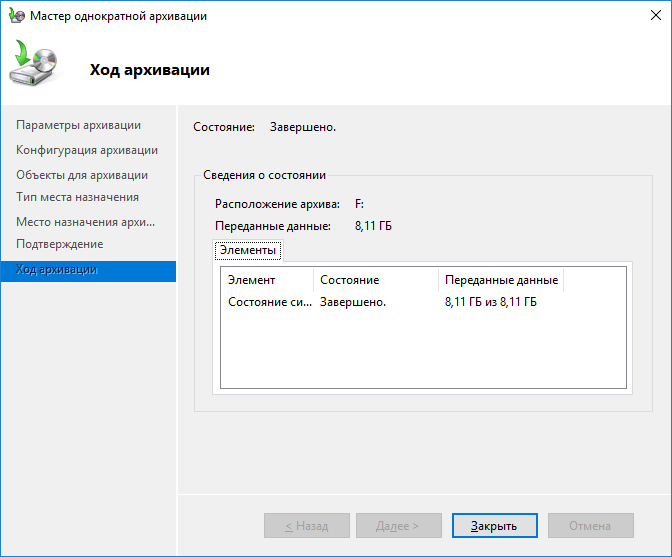 Мастер однократной архивации
Ход архивации
Параметры архивации
Конфигурация архивации
Объекты для архивации
Тип места назначения
Место назначения архи...
Подтверждение
Ход архивации
Состояние: Завершено.
Сведения о состоянии
Расположение архива: F:
Переданные данные: 8,11 ГБ
Элементы
Элемент Состояние Переданные данные
Состояние си... Завершено. 8,11 ГБ из 8,11 ГБ
< Назад Далее > Закрыть Отмена